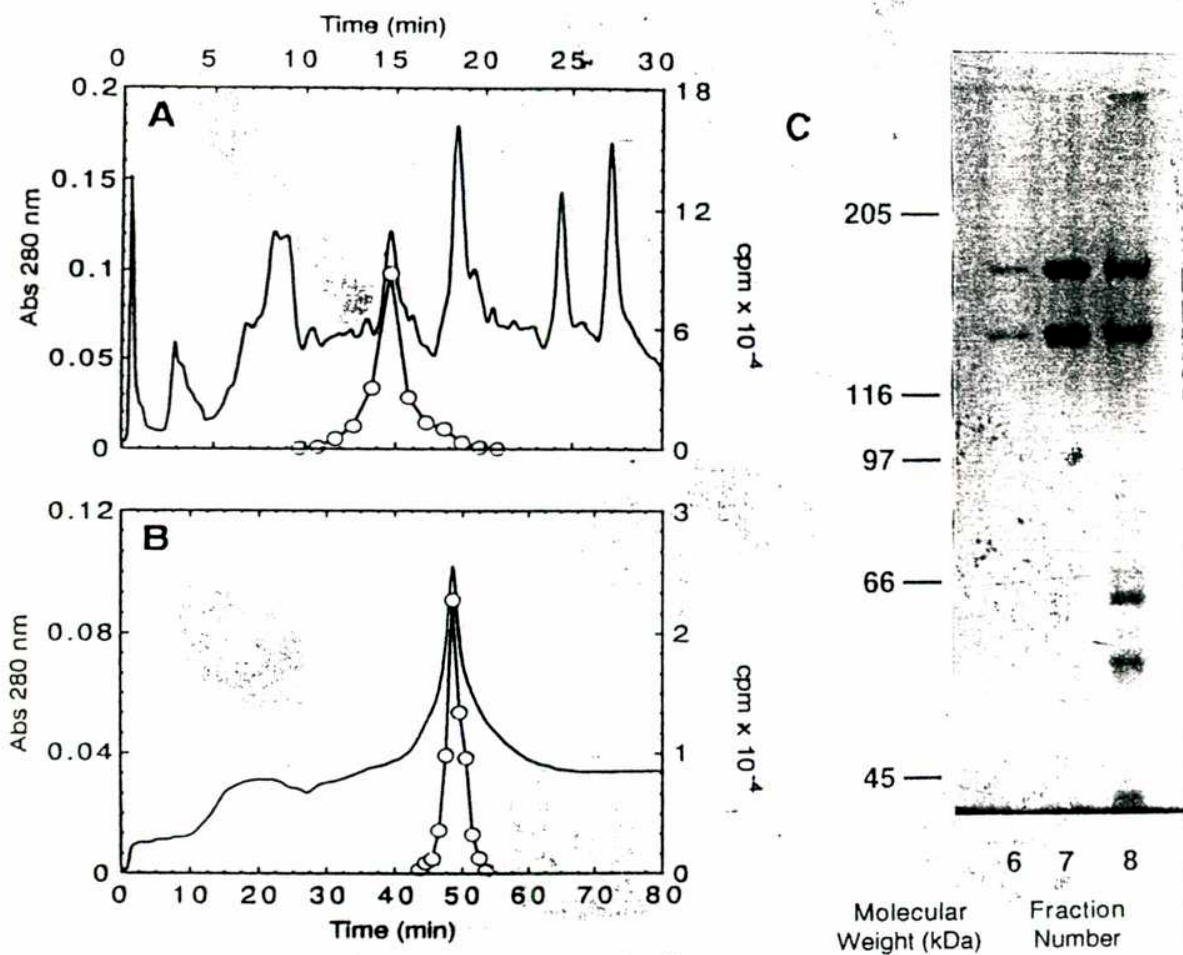 Time (min)
0 5 10 15 20 25 30
A
0.2
0.15
0.1
0.05
0
Abs 280 nm
18
12
6
0
cpm x 10-4
B
0.12
0.08
0.04
0
Abs 280 nm
3
2
1
0
cpm x 10-4
0 10 20 30 40 50 60 70 80
Time (min)
C
205
116
97
66
45
6 7 8
Molecular Weight (kDa)
Fraction Number